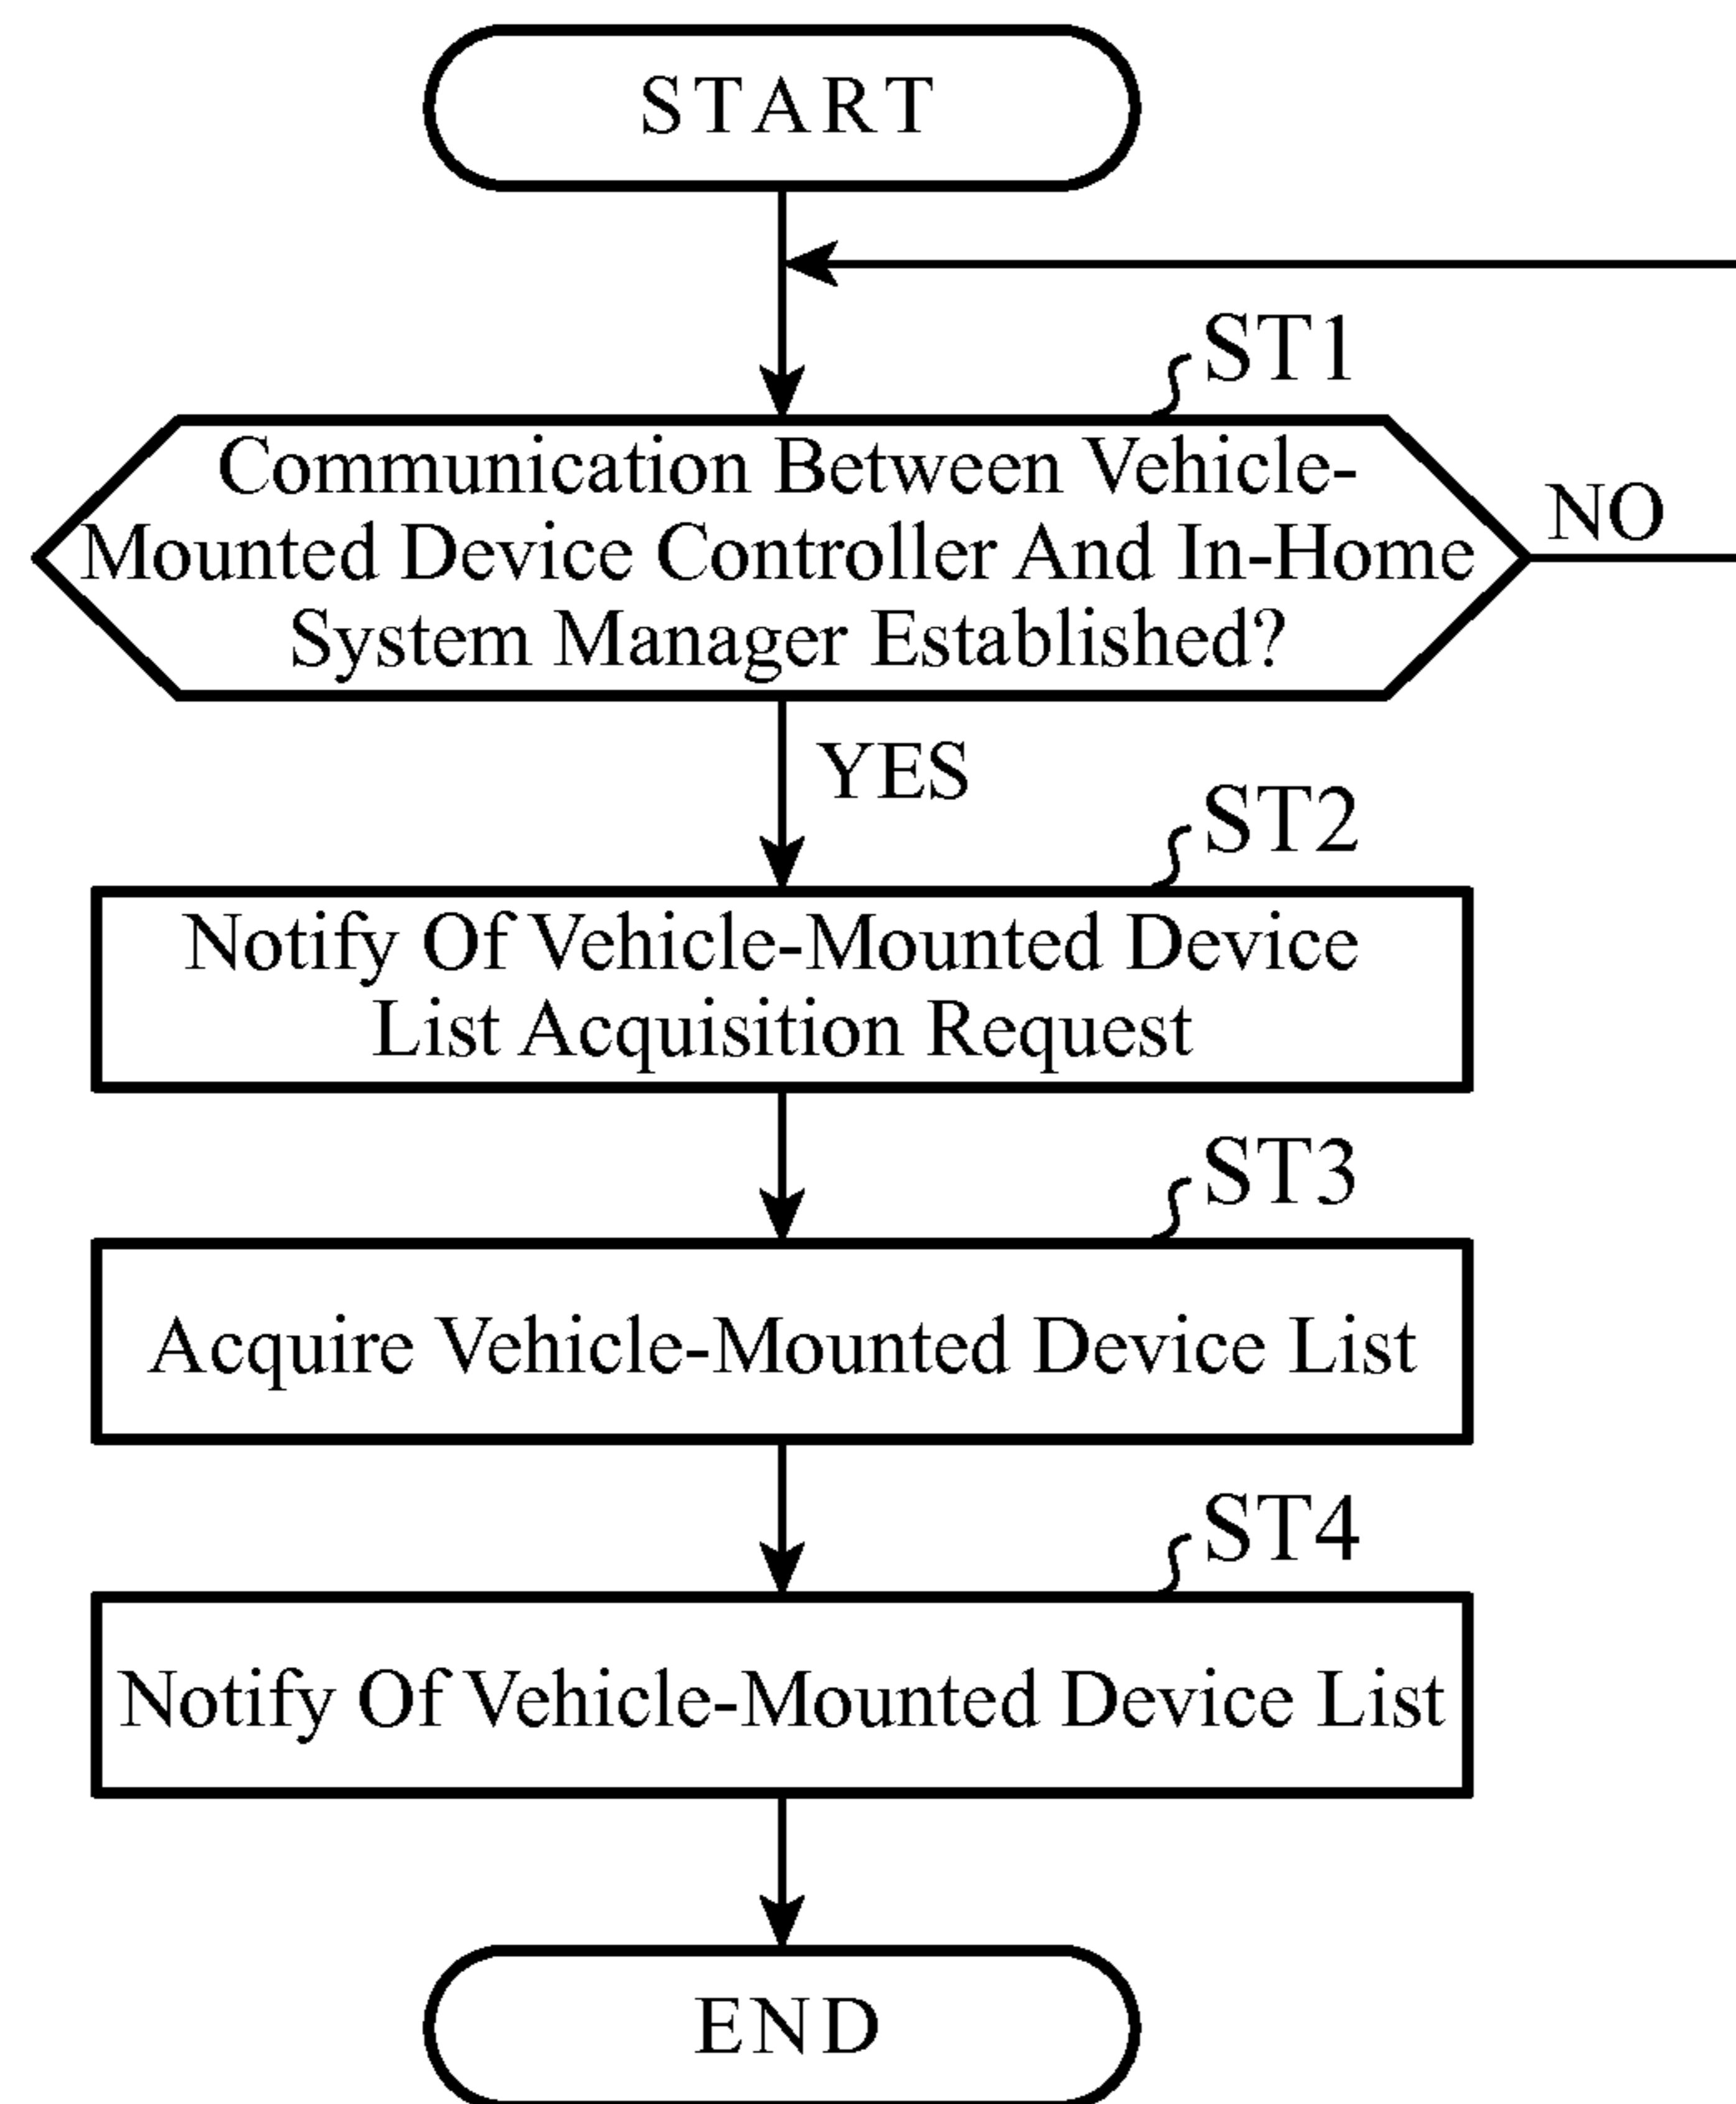 START
ST1
Communication Between Vehicle-
Mounted Device Controller And In-Home
System Manager Established?
NO
YES
ST2
Notify Of Vehicle-Mounted Device
List Acquisition Request
ST3
Acquire Vehicle-Mounted Device List
ST4
Notify Of Vehicle-Mounted Device List
END